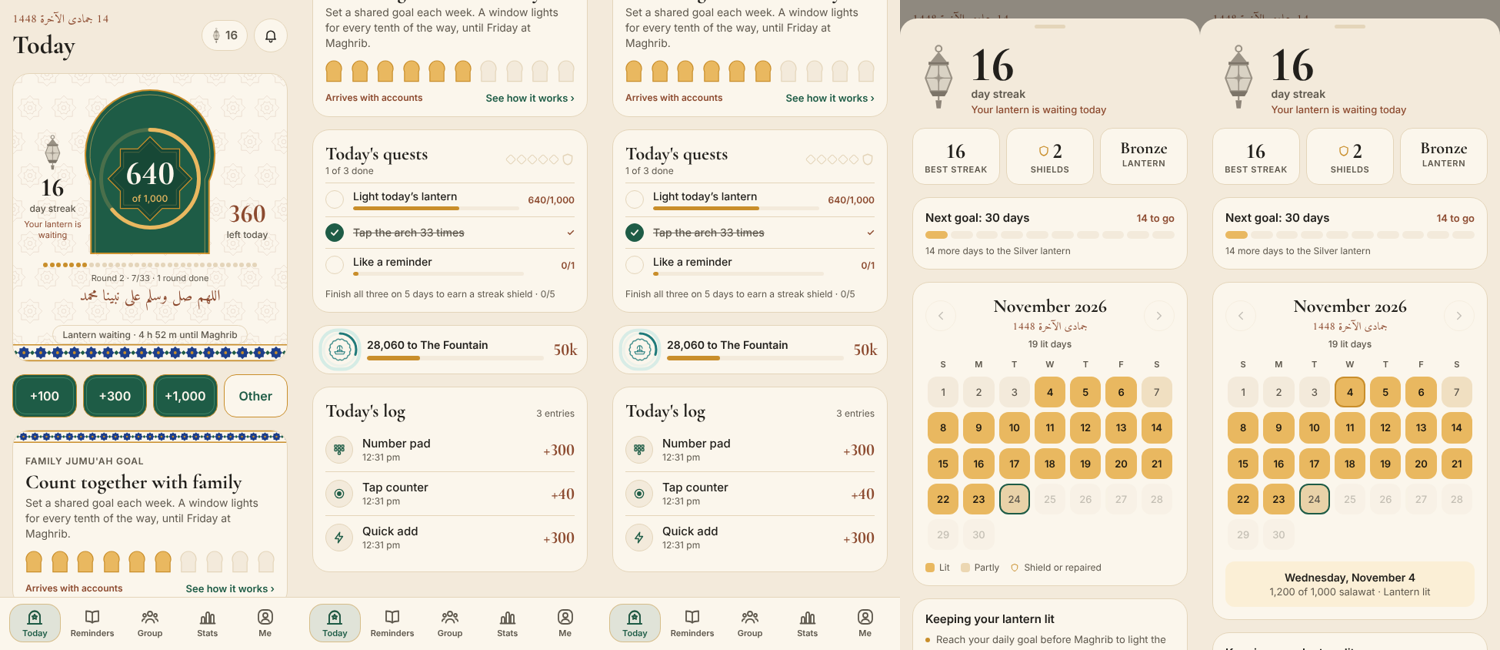 14 جمادى الآخرة 1448
Today
16
640
of 1,000
16
day streak
Your lantern is
waiting
360
left today
Round 2 · 7/33 · 1 round done
اللهم صل وسلم على نبينا محمد
Lantern waiting · 4 h 52 m until Maghrib
+100
+300
+1,000
Other
FAMILY JUMU'AH GOAL
Count together with family
Set a shared goal each week. A window lights
for every tenth of the way, until Friday at
Maghrib.
Arrives with accounts
See how it works ›
Today
Reminders
Group
Stats
Me
Set a shared goal each week. A window lights
for every tenth of the way, until Friday at
Maghrib.
Arrives with accounts
See how it works ›
Today's quests
1 of 3 done
Light today's lantern
640/1,000
Tap the arch 33 times
Like a reminder
0/1
Finish all three on 5 days to earn a streak shield · 0/5
28,060 to The Fountain
50k
Today's log
3 entries
Number pad
12:31 pm
+300
Tap counter
12:31 pm
+40
Quick add
12:31 pm
+300
Today
Reminders
Group
Stats
Me
Set a shared goal each week. A window lights
for every tenth of the way, until Friday at
Maghrib.
Arrives with accounts
See how it works ›
Today's quests
1 of 3 done
Light today's lantern
640/1,000
Tap the arch 33 times
Like a reminder
0/1
Finish all three on 5 days to earn a streak shield · 0/5
28,060 to The Fountain
50k
Today's log
3 entries
Number pad
12:31 pm
+300
Tap counter
12:31 pm
+40
Quick add
12:31 pm
+300
Today
Reminders
Group
Stats
Me
16
day streak
Your lantern is waiting today
16
BEST STREAK
2
SHIELDS
Bronze
LANTERN
Next goal: 30 days
14 to go
14 more days to the Silver lantern
November 2026
جمادى الآخرة 1448
19 lit days
S M T W T F S
1 2 3 4 5 6 7
8 9 10 11 12 13 14
15 16 17 18 19 20 21
22 23 24 25 26 27 28
29 30
Lit
Partly
Shield or repaired
Keeping your lantern lit
Reach your daily goal before Maghrib to light the
16
day streak
Your lantern is waiting today
16
BEST STREAK
2
SHIELDS
Bronze
LANTERN
Next goal: 30 days
14 to go
14 more days to the Silver lantern
November 2026
جمادى الآخرة 1448
19 lit days
S M T W T F S
1 2 3 4 5 6 7
8 9 10 11 12 13 14
15 16 17 18 19 20 21
22 23 24 25 26 27 28
29 30
Wednesday, November 4
1,200 of 1,000 salawat · Lantern lit